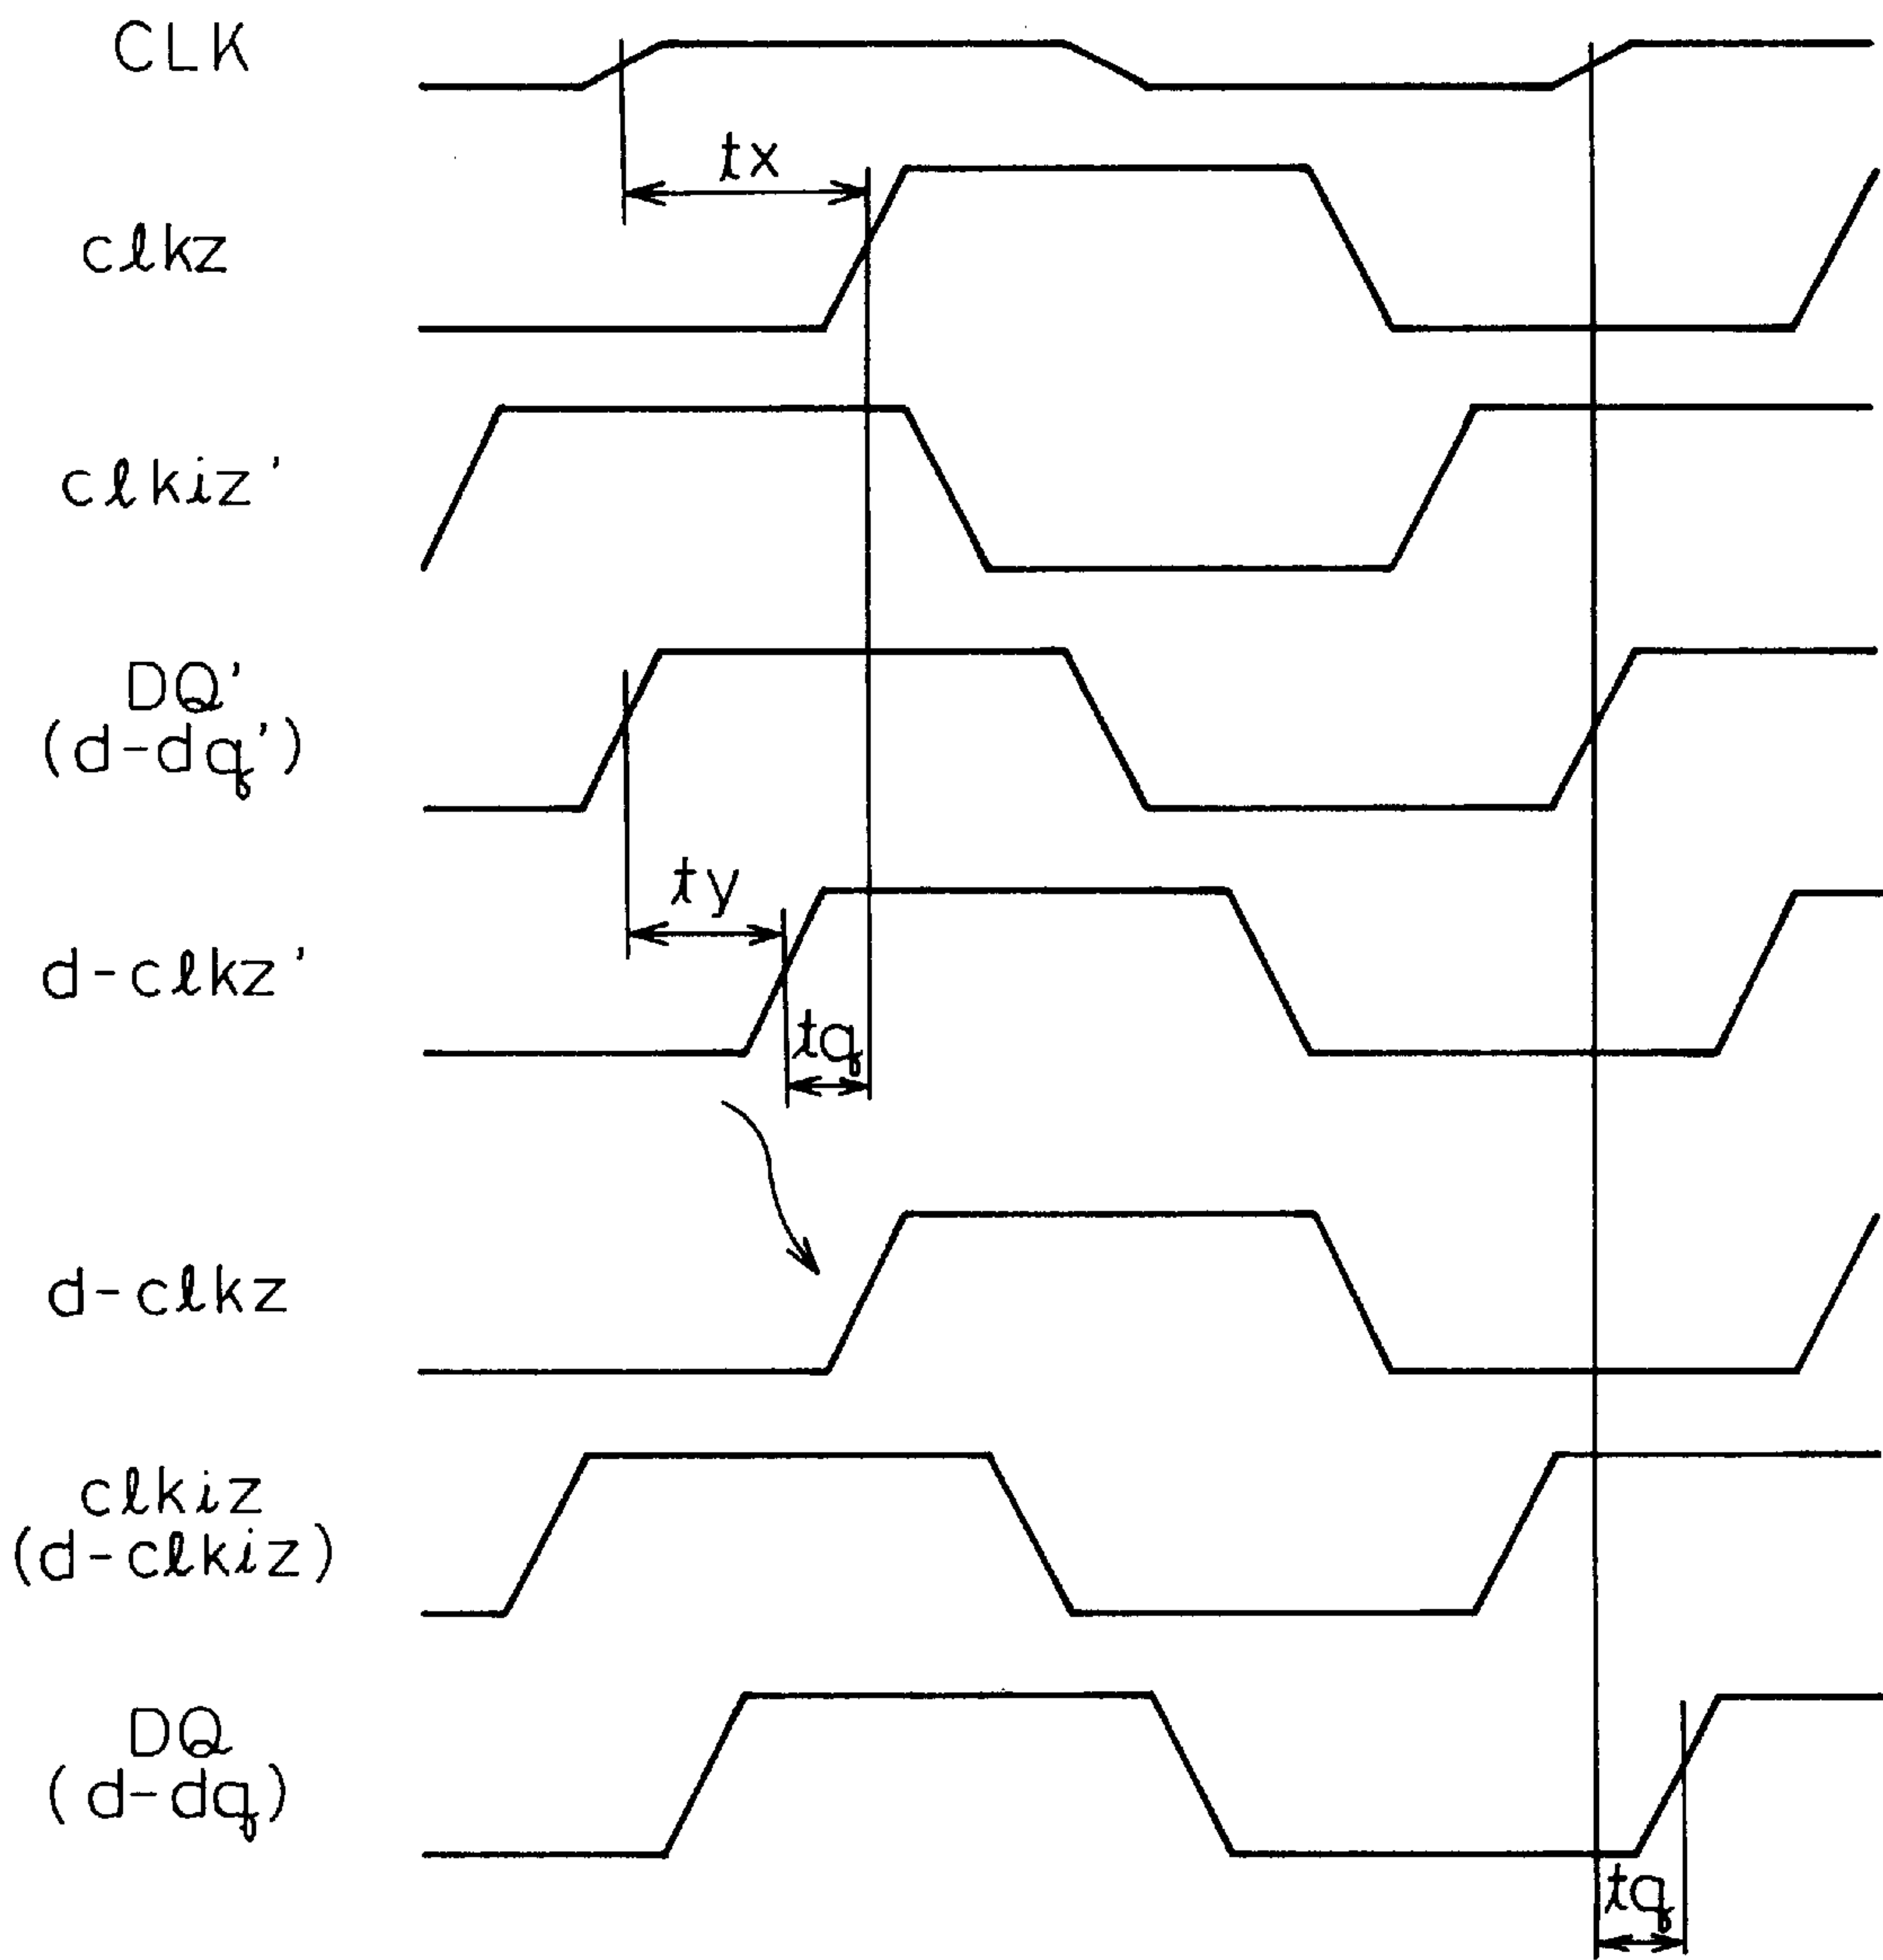 CLK
tx
clkz
clkiz'
DQ'
(d-dq')
ty
d-clkz'
tq
d-clkz
clkiz
(d-clkiz)
DQ
(d-dq)
tq